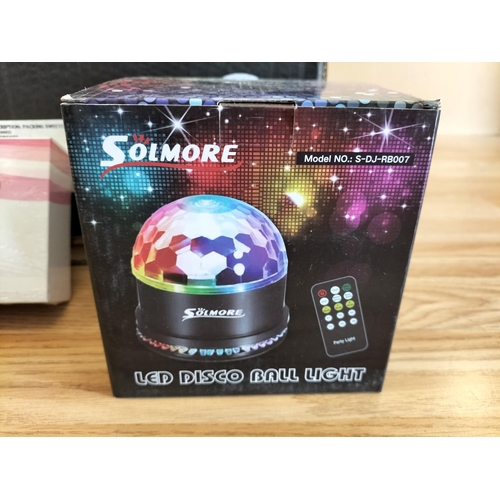 SOLMORE
Model NO.: S-DJ-RB007
SOLMORE
Party Light
LED DISCO BALL LIGHT